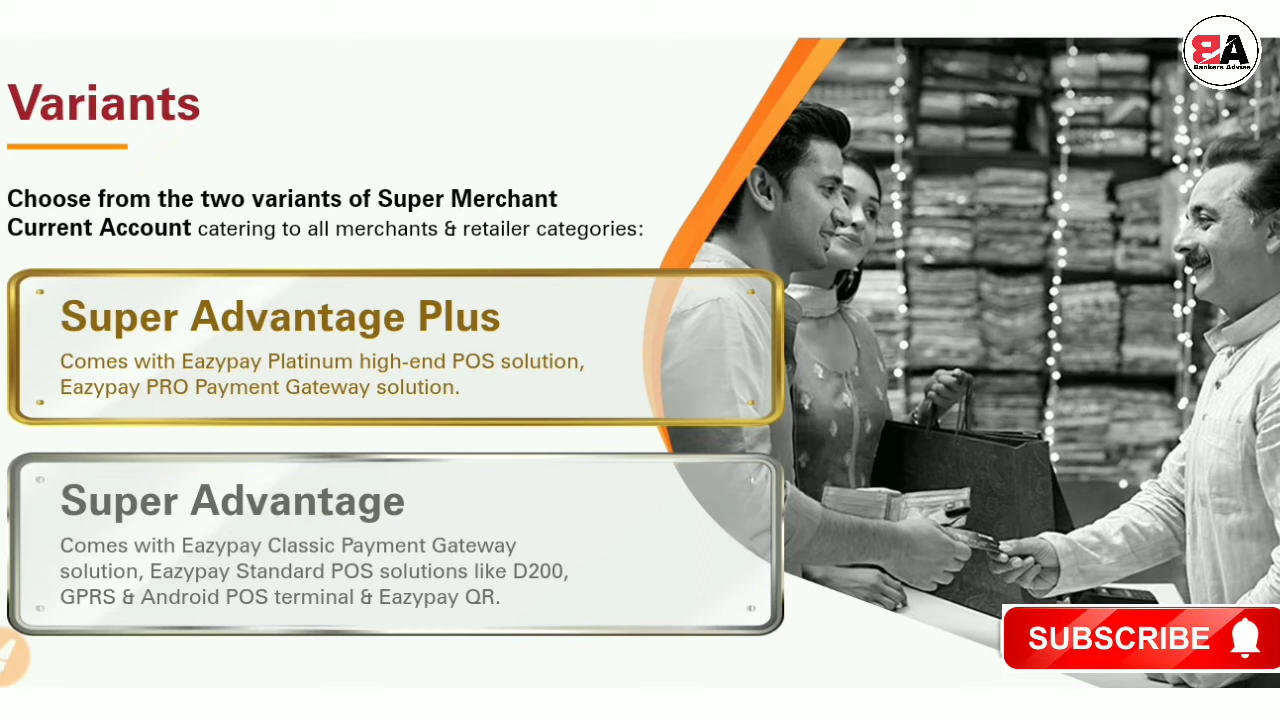 BA
Bankers Advise
Variants
Choose from the two variants of Super Merchant
Current Account catering to all merchants & retailer categories:
Super Advantage Plus
Comes with Eazypay Platinum high-end POS solution,
Eazypay PRO Payment Gateway solution.
Super Advantage
Comes with Eazypay Classic Payment Gateway
solution, Eazypay Standard POS solutions like D200,
GPRS & Android POS terminal & Eazypay QR.
SUBSCRIBE